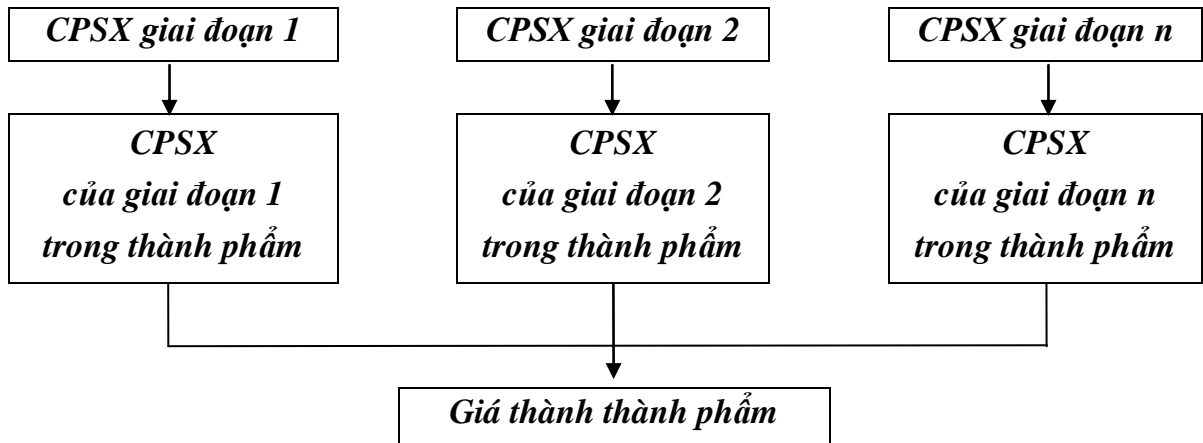 CPSX giai đoạn 1
CPSX giai đoạn 2
CPSX giai đoạn n
CPSX
của giai đoạn 1
trong thành phẩm
CPSX
của giai đoạn 2
trong thành phẩm
CPSX
của giai đoạn n
trong thành phẩm
Giá thành thành phẩm